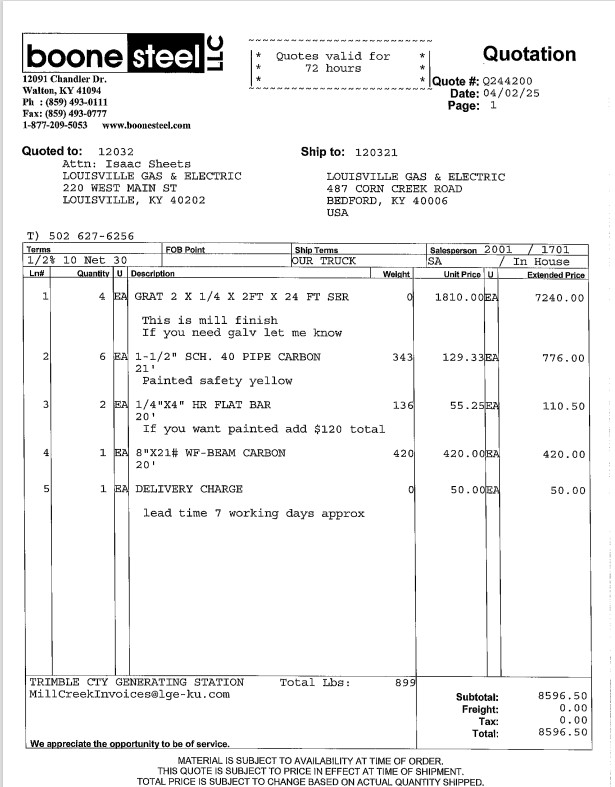 boone steel LLC
12091 Chandler Dr.
Walton, KY 41094
Ph : (859) 493-0111
Fax: (859) 493-0777
1-877-209-5053 www.boonesteel.com
* Quotes valid for *
* 72 hours *
* *
Quotation
Quote #: Q244200
Date: 04/02/25
Page: 1
Quoted to: 12032
Attn: Isaac Sheets
LOUISVILLE GAS & ELECTRIC
220 WEST MAIN ST
LOUISVILLE, KY 40202
Ship to: 120321
LOUISVILLE GAS & ELECTRIC
487 CORN CREEK ROAD
BEDFORD, KY 40006
USA
T) 502 627-6256
Terms FOB Point Ship Terms Salesperson 2001 / 1701
1/2% 10 Net 30 OUR TRUCK SA / In House
Ln# Quantity U Description Weight Unit Price U Extended Price
1 4 EA GRAT 2 X 1/4 X 2FT X 24 FT SER 0 1810.00 EA 7240.00
This is mill finish
If you need galv let me know
2 6 EA 1-1/2" SCH. 40 PIPE CARBON 343 129.33 EA 776.00
21'
Painted safety yellow
3 2 EA 1/4"X4" HR FLAT BAR 136 55.25 EA 110.50
20'
If you want painted add $120 total
4 1 EA 8"X21# WF-BEAM CARBON 420 420.00 EA 420.00
20'
5 1 EA DELIVERY CHARGE 0 50.00 EA 50.00
lead time 7 working days approx
TRIMBLE CTY GENERATING STATION Total Lbs: 899
MillCreekInvoices@lge-ku.com
Subtotal: 8596.50
Freight: 0.00
Tax: 0.00
Total: 8596.50
We appreciate the opportunity to be of service.
MATERIAL IS SUBJECT TO AVAILABILITY AT TIME OF ORDER.
THIS QUOTE IS SUBJECT TO PRICE IN EFFECT AT TIME OF SHIPMENT.
TOTAL PRICE IS SUBJECT TO CHANGE BASED ON ACTUAL QUANTITY SHIPPED.